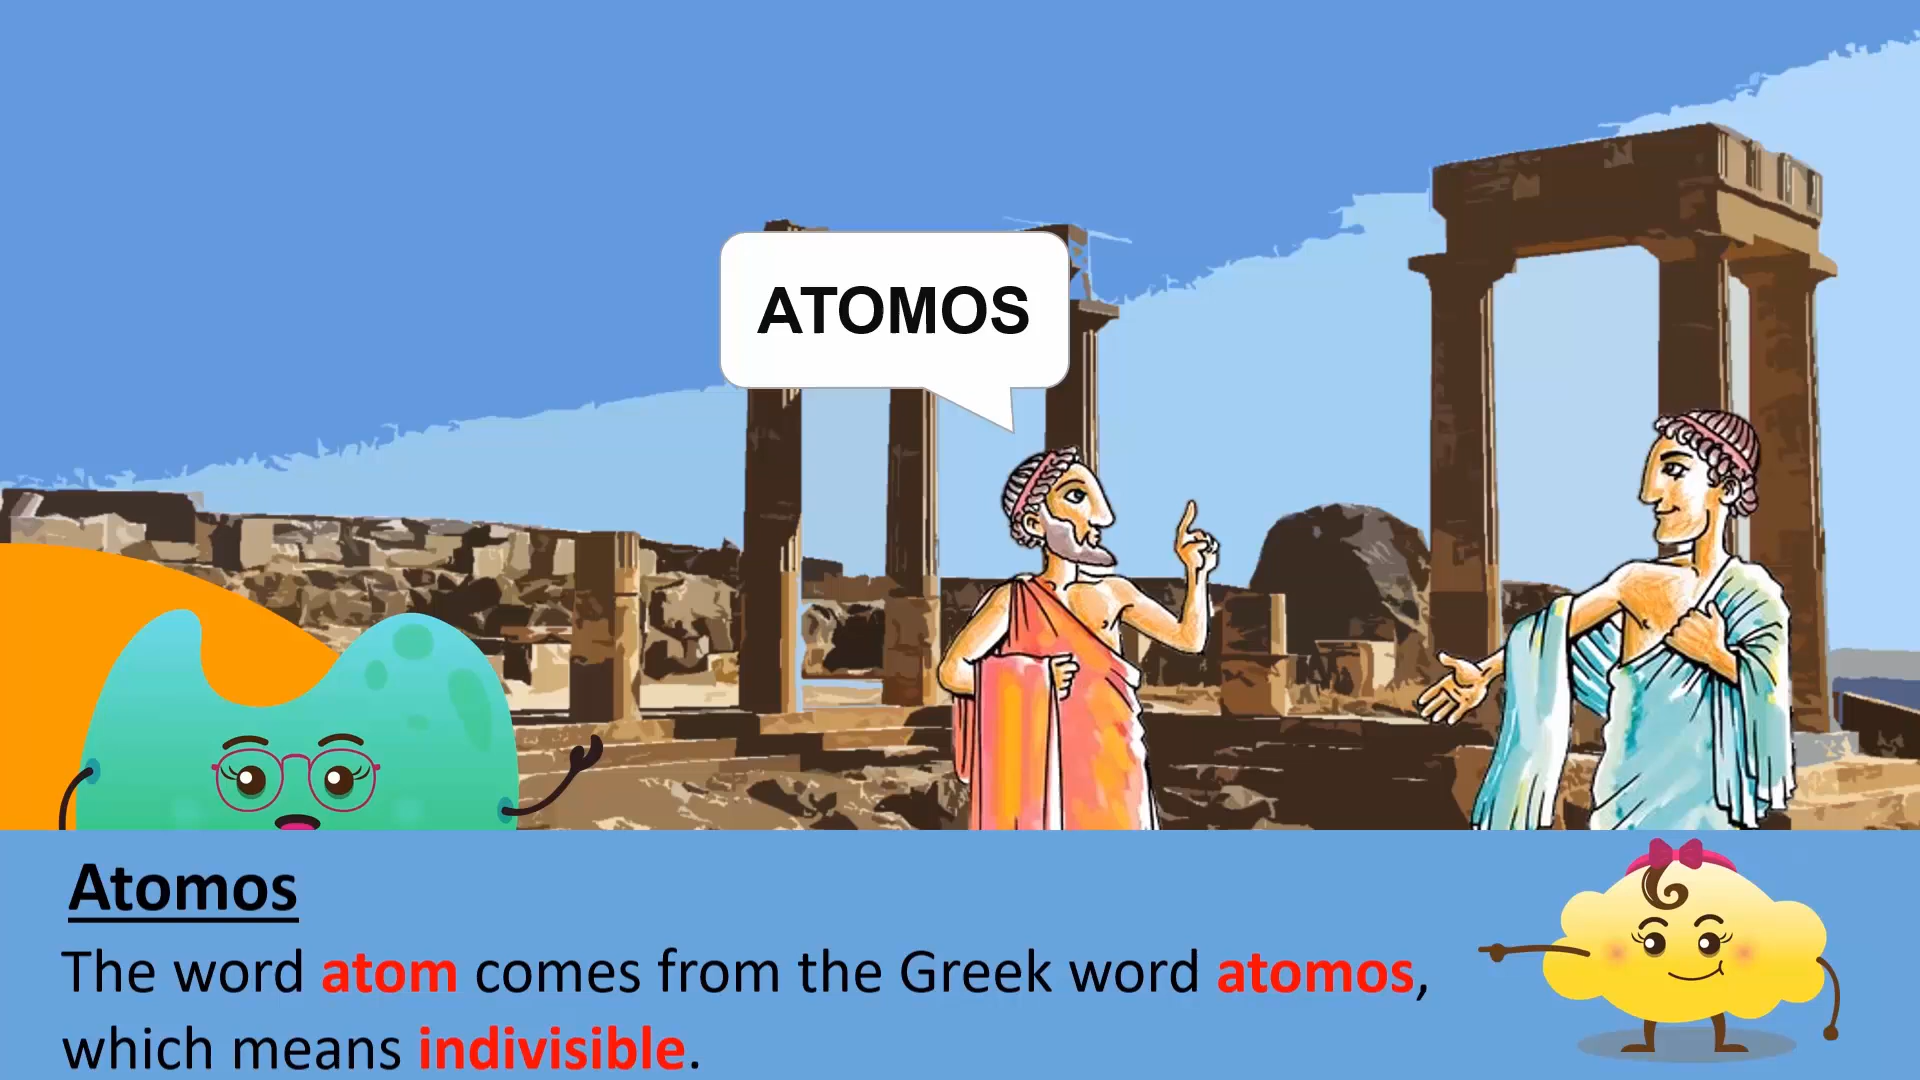 ATOMOS
Atomos
The word atom comes from the Greek word atomos,
which means indivisible.